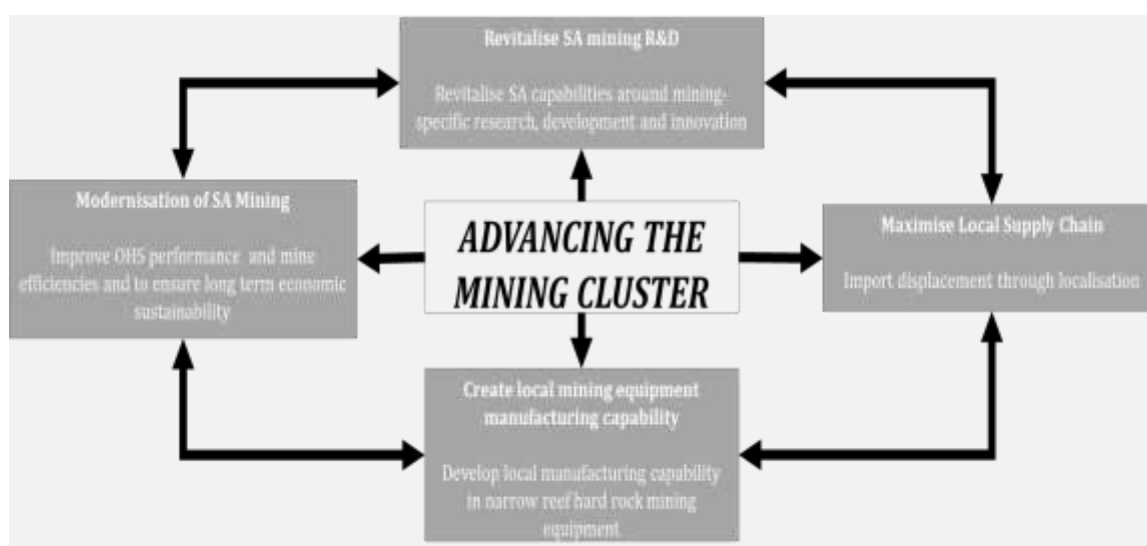 Revitalise SA mining R&D
Revitalise SA capabilities around mining-
specific research, development and innovation
Modernisation of SA Mining
Improve OHS performance and mine
efficiencies and to ensure long term economic
sustainability
ADVANCING THE
MINING CLUSTER
Maximise Local Supply Chain
Import displacement through localisation
Create local mining equipment
manufacturing capability
Develop local manufacturing capability
in narrow reef hard rock mining
equipment